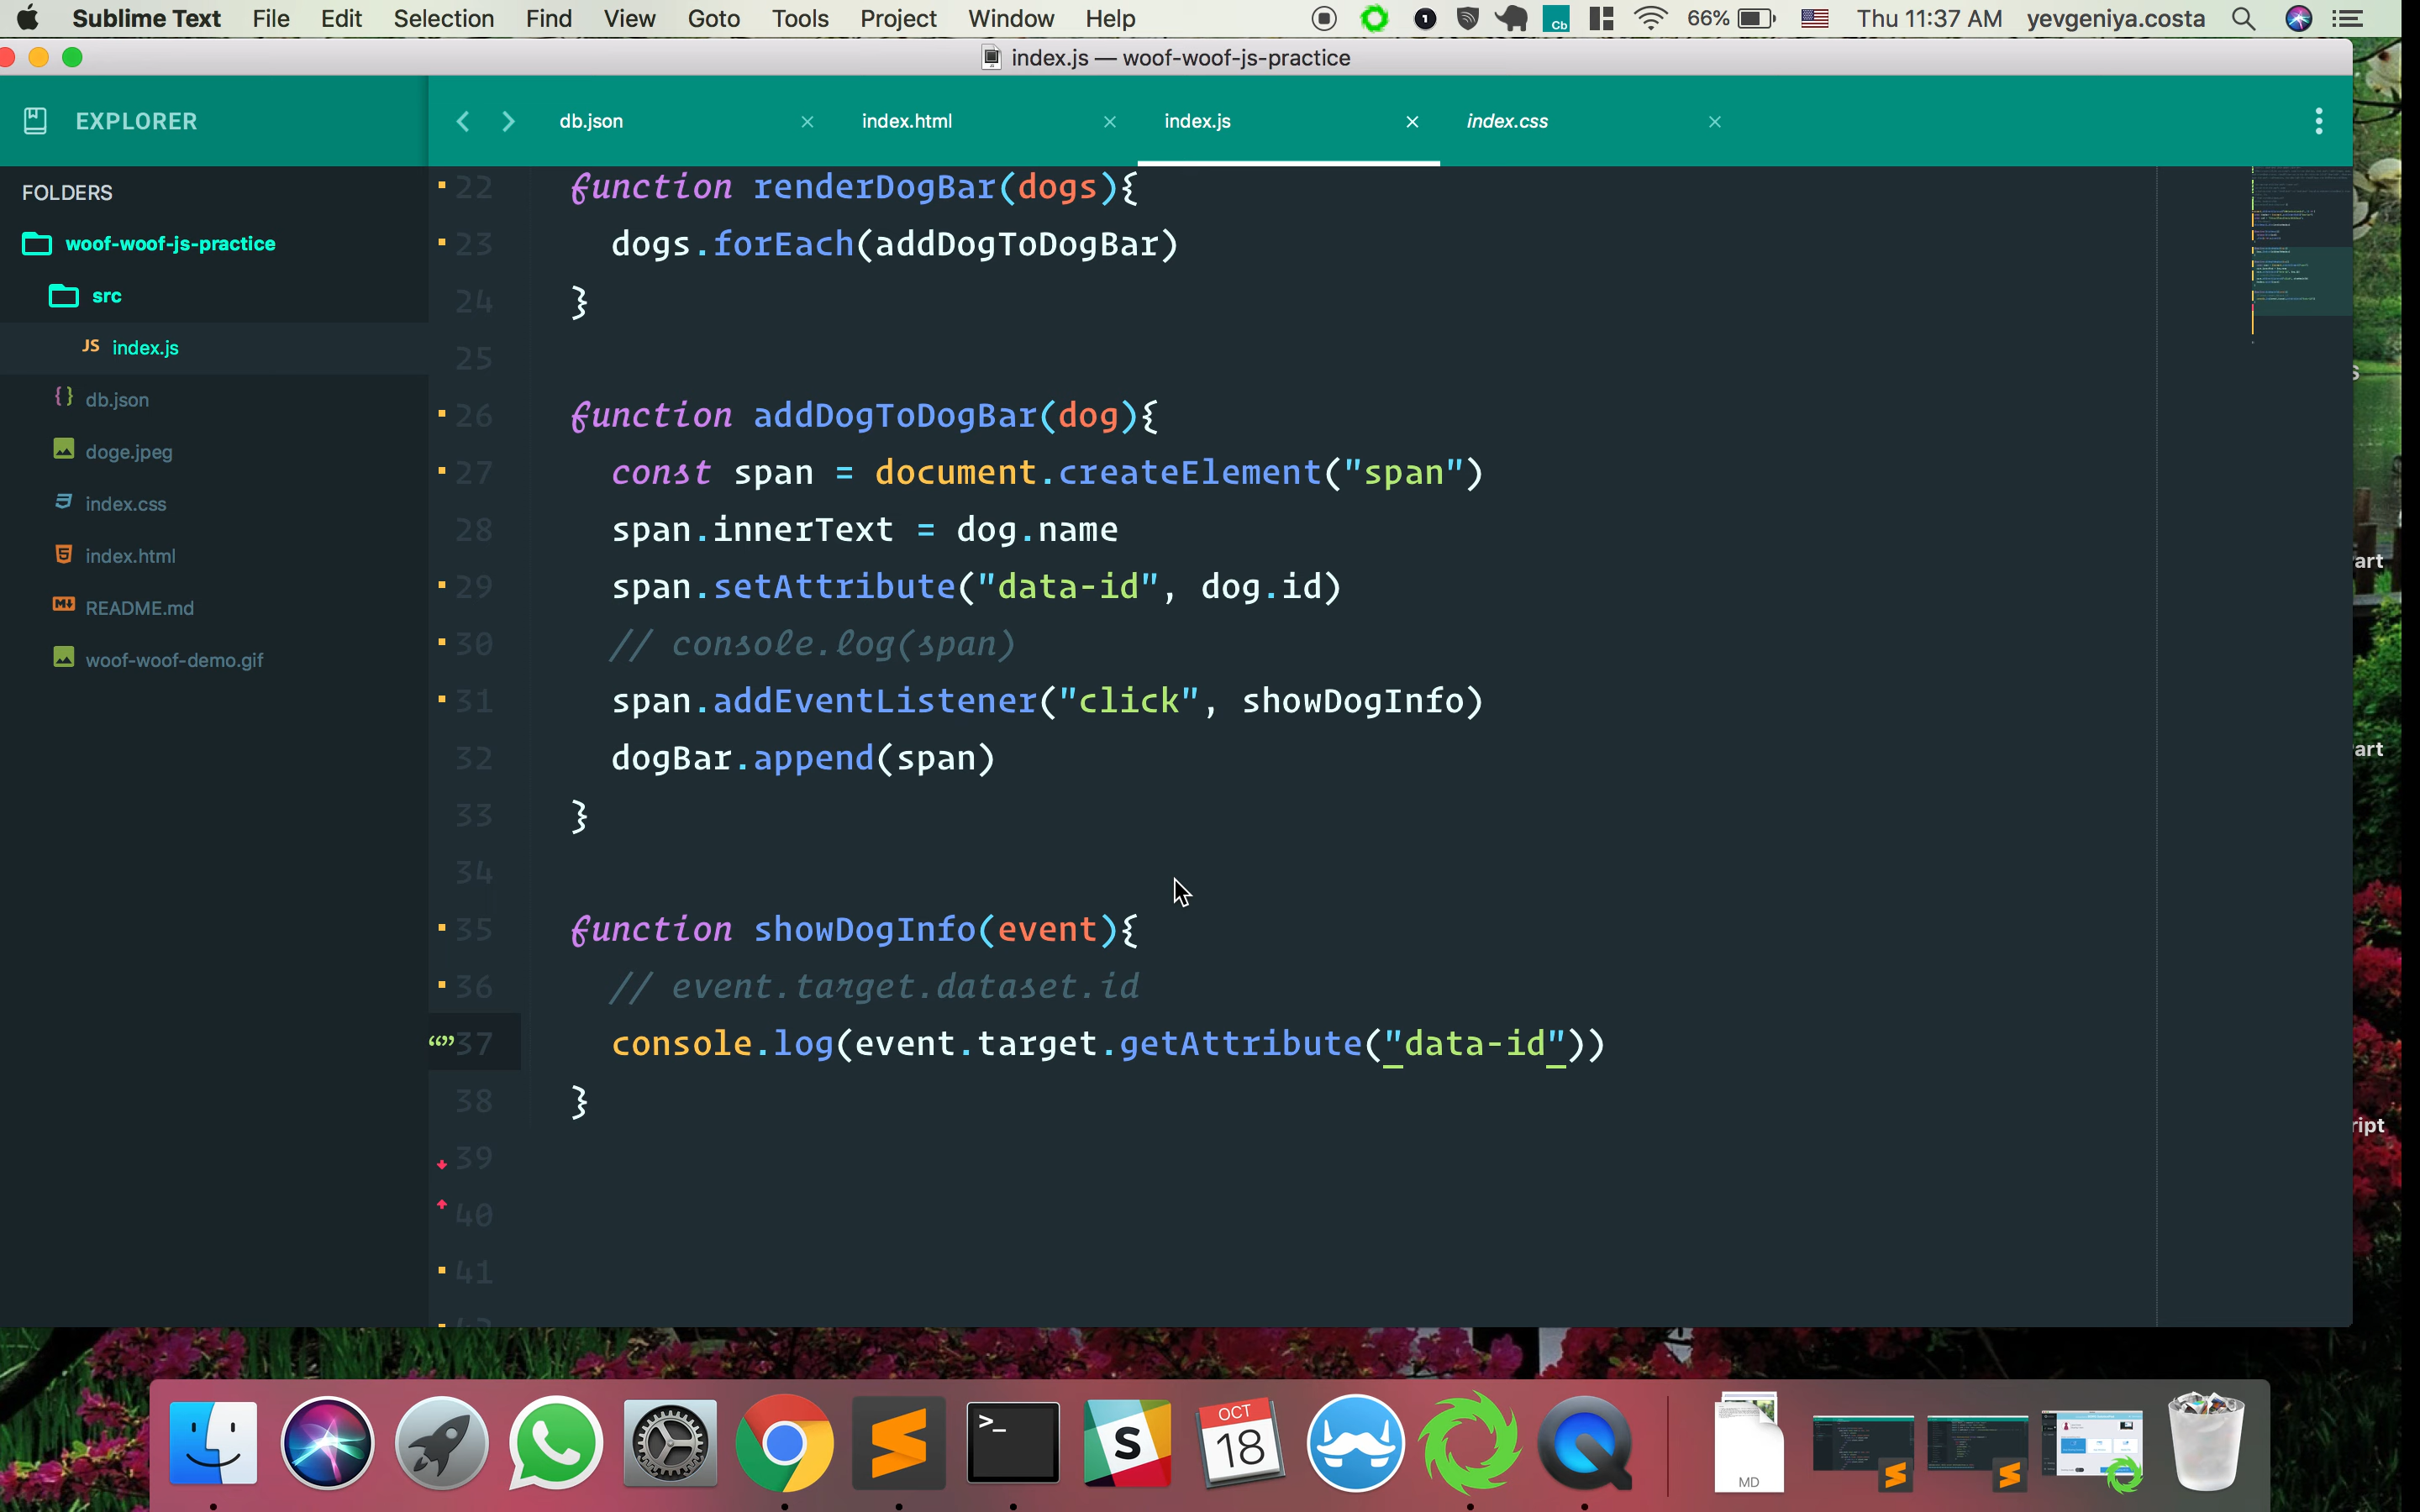 Sublime Text File Edit Selection Find View Goto Tools Project Window Help 1 Cb 66% Thu 11:37 AM yevgeniya.costa
index.js — woof-woof-js-practice
EXPLORER
db.json × index.html × index.js × index.css ×
FOLDERS
woof-woof-js-practice
src
JS index.js
{ } db.json
doge.jpeg
index.css
5 index.html
M README.md
woof-woof-demo.gif
22 function renderDogBar(dogs){
23 dogs.forEach(addDogToDogBar)
24 }
25
26 function addDogToDogBar(dog){
27 const span = document.createElement("span")
28 span.innerText = dog.name
29 span.setAttribute("data-id", dog.id)
30 // console.log(span)
31 span.addEventListener("click", showDogInfo)
32 dogBar.append(span)
33 }
34
35 function showDogInfo(event){
36 // event.target.dataset.id
“”37 console.log(event.target.getAttribute("data-id"))
38 }
39
40
41
art
art
ript
>_
S
OCT
18
MD